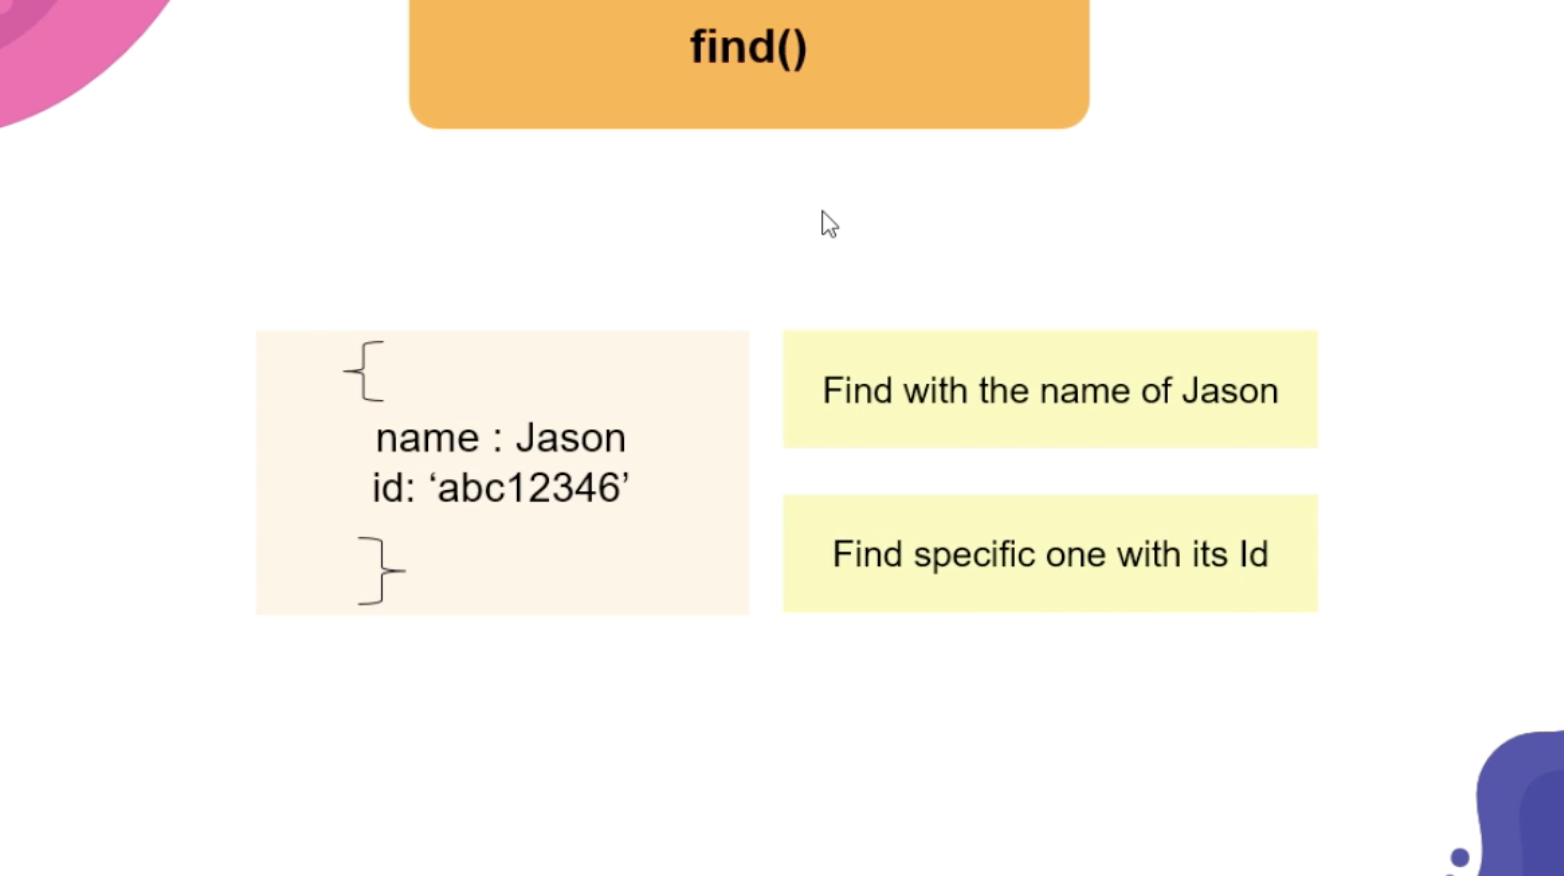 find()
{
name : Jason
id: ‘abc12346’
}
Find with the name of Jason
Find specific one with its Id